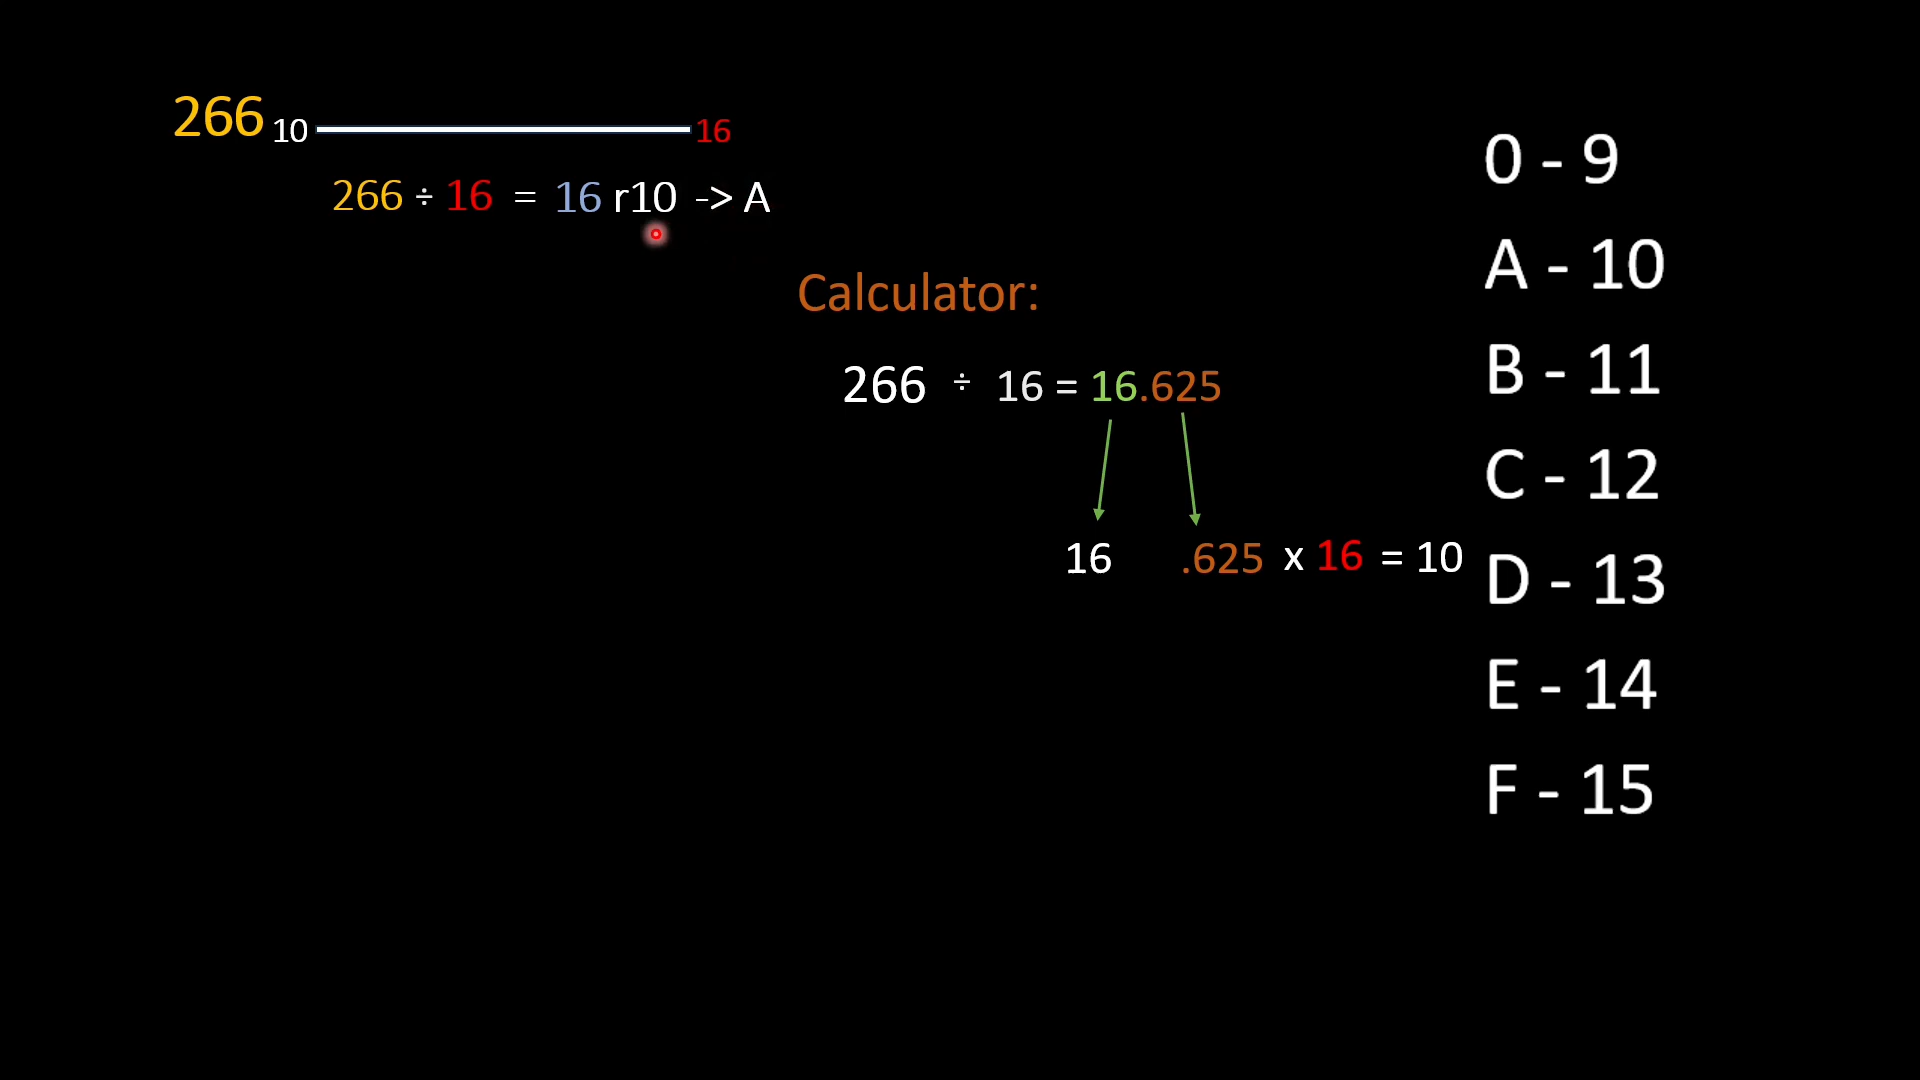 266 10 16
266 ÷ 16 = 16 r10 -> A
Calculator:
266 ÷ 16 = 16.625
16 .625 x 16 = 10
0 - 9
A - 10
B - 11
C - 12
D - 13
E - 14
F - 15